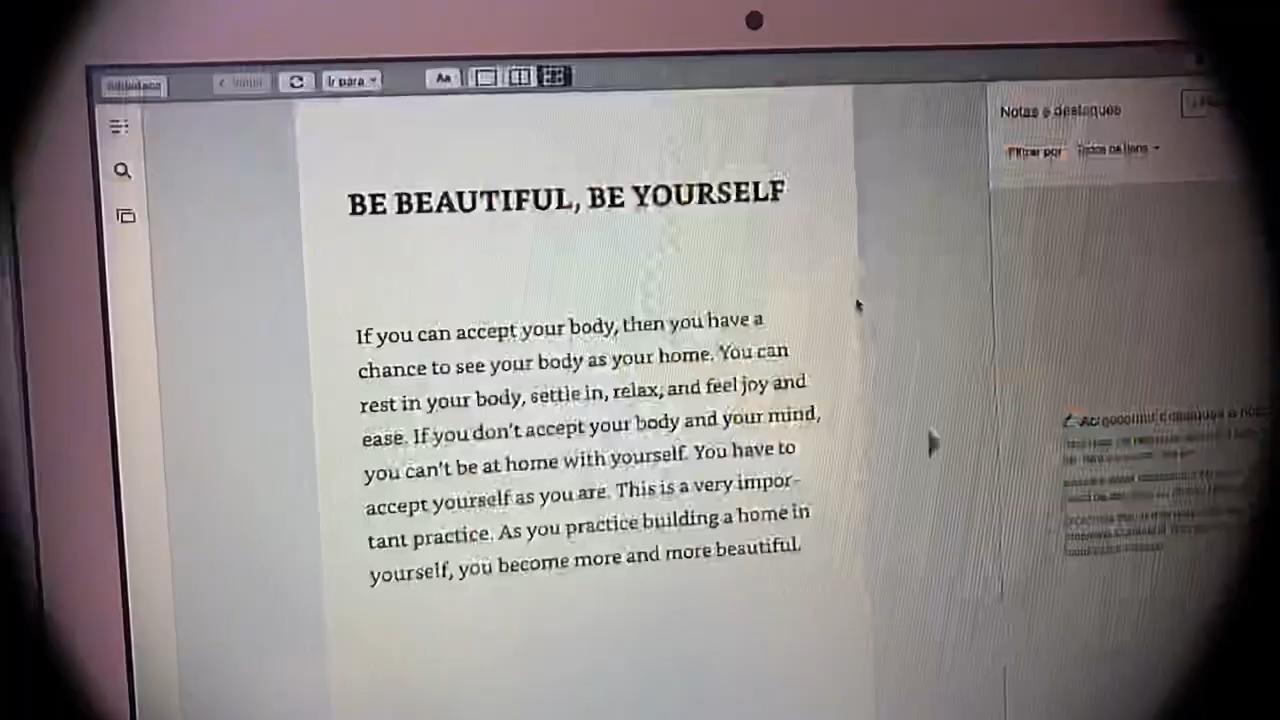 Ir para
Aa
Notas e destaques
Filtrar por
BE BEAUTIFUL, BE YOURSELF
If you can accept your body, then you have a
chance to see your body as your home. You can
rest in your body, settle in, relax, and feel joy and
ease. If you don't accept your body and your mind,
you can't be at home with yourself. You have to
accept yourself as you are. This is a very impor-
tant practice. As you practice building a home in
yourself, you become more and more beautiful.